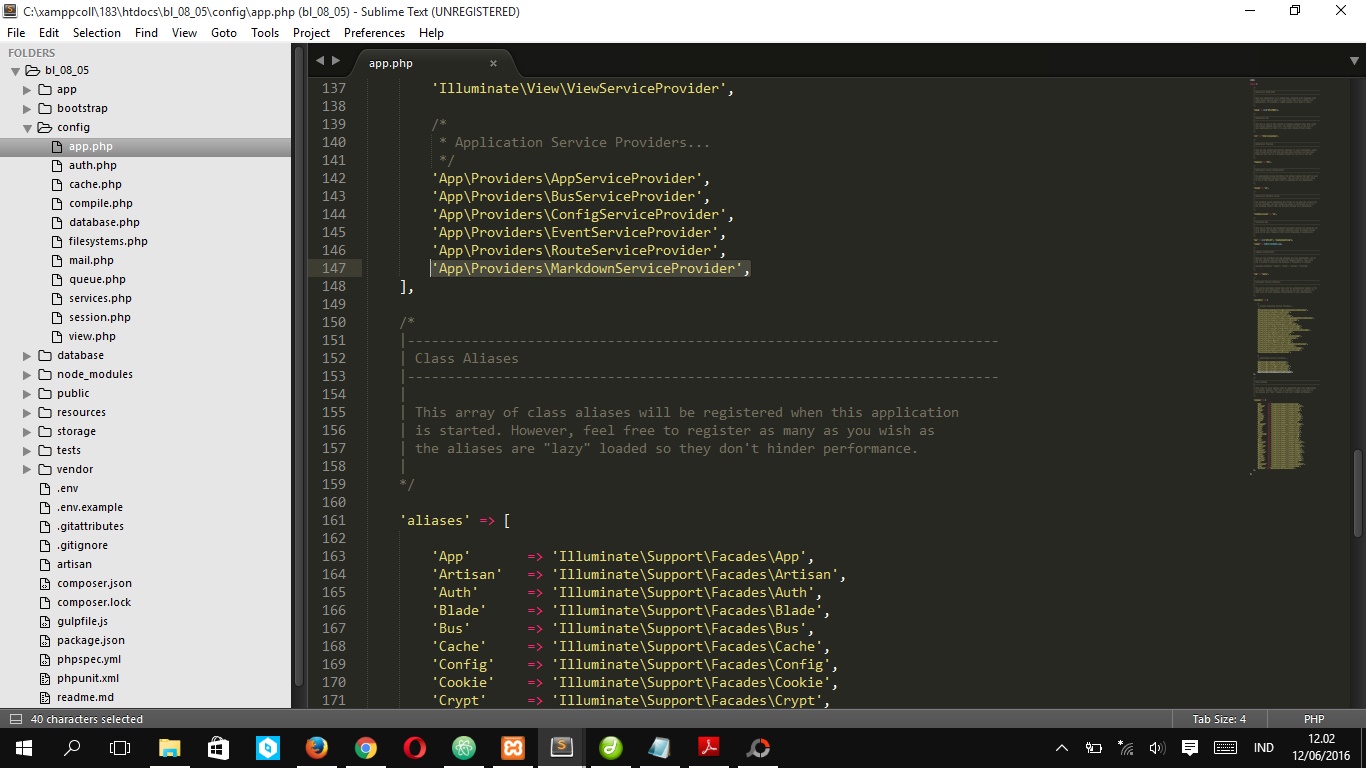 C:\xamppcoll\183\htdocs\bl_08_05\config\app.php (bl_08_05) - Sublime Text (UNREGISTERED)
File Edit Selection Find View Goto Tools Project Preferences Help
FOLDERS
bl_08_05
app
bootstrap
config
app.php
auth.php
cache.php
compile.php
database.php
filesystems.php
mail.php
queue.php
services.php
session.php
view.php
database
node_modules
public
resources
storage
tests
vendor
.env
.env.example
.gitattributes
.gitignore
artisan
composer.json
composer.lock
gulpfile.js
package.json
phpspec.yml
phpunit.xml
readme.md
app.php ×
137 'Illuminate\View\ViewServiceProvider',
138
139 /*
140 * Application Service Providers...
141 */
142 'App\Providers\AppServiceProvider',
143 'App\Providers\BusServiceProvider',
144 'App\Providers\ConfigServiceProvider',
145 'App\Providers\EventServiceProvider',
146 'App\Providers\RouteServiceProvider',
147 'App\Providers\MarkdownServiceProvider',
148 ],
149
150 /*
151 |--------------------------------------------------------------------------
152 | Class Aliases
153 |--------------------------------------------------------------------------
154 |
155 | This array of class aliases will be registered when this application
156 | is started. However, feel free to register as many as you wish as
157 | the aliases are "lazy" loaded so they don't hinder performance.
158 |
159 */
160
161 'aliases' => [
162
163 'App' => 'Illuminate\Support\Facades\App',
164 'Artisan' => 'Illuminate\Support\Facades\Artisan',
165 'Auth' => 'Illuminate\Support\Facades\Auth',
166 'Blade' => 'Illuminate\Support\Facades\Blade',
167 'Bus' => 'Illuminate\Support\Facades\Bus',
168 'Cache' => 'Illuminate\Support\Facades\Cache',
169 'Config' => 'Illuminate\Support\Facades\Config',
170 'Cookie' => 'Illuminate\Support\Facades\Cookie',
171 'Crypt' => 'Illuminate\Support\Facades\Crypt',
40 characters selected
Tab Size: 4
PHP
IND
12.02
12/06/2016